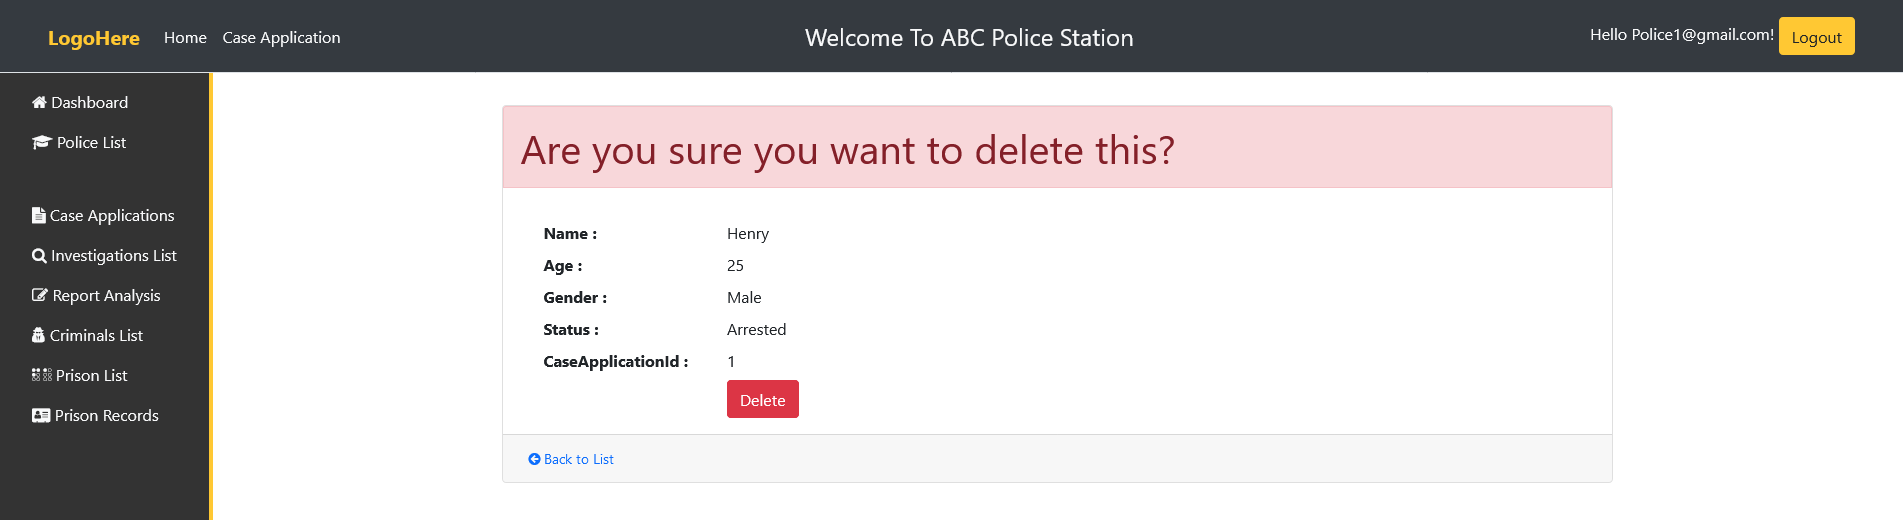 LogoHere Home Case Application Welcome To ABC Police Station Hello Police1@gmail.com! Logout
Dashboard
Police List
Case Applications
Investigations List
Report Analysis
Criminals List
Prison List
Prison Records
Are you sure you want to delete this?
Name : Henry
Age : 25
Gender : Male
Status : Arrested
CaseApplicationId : 1
Delete
Back to List